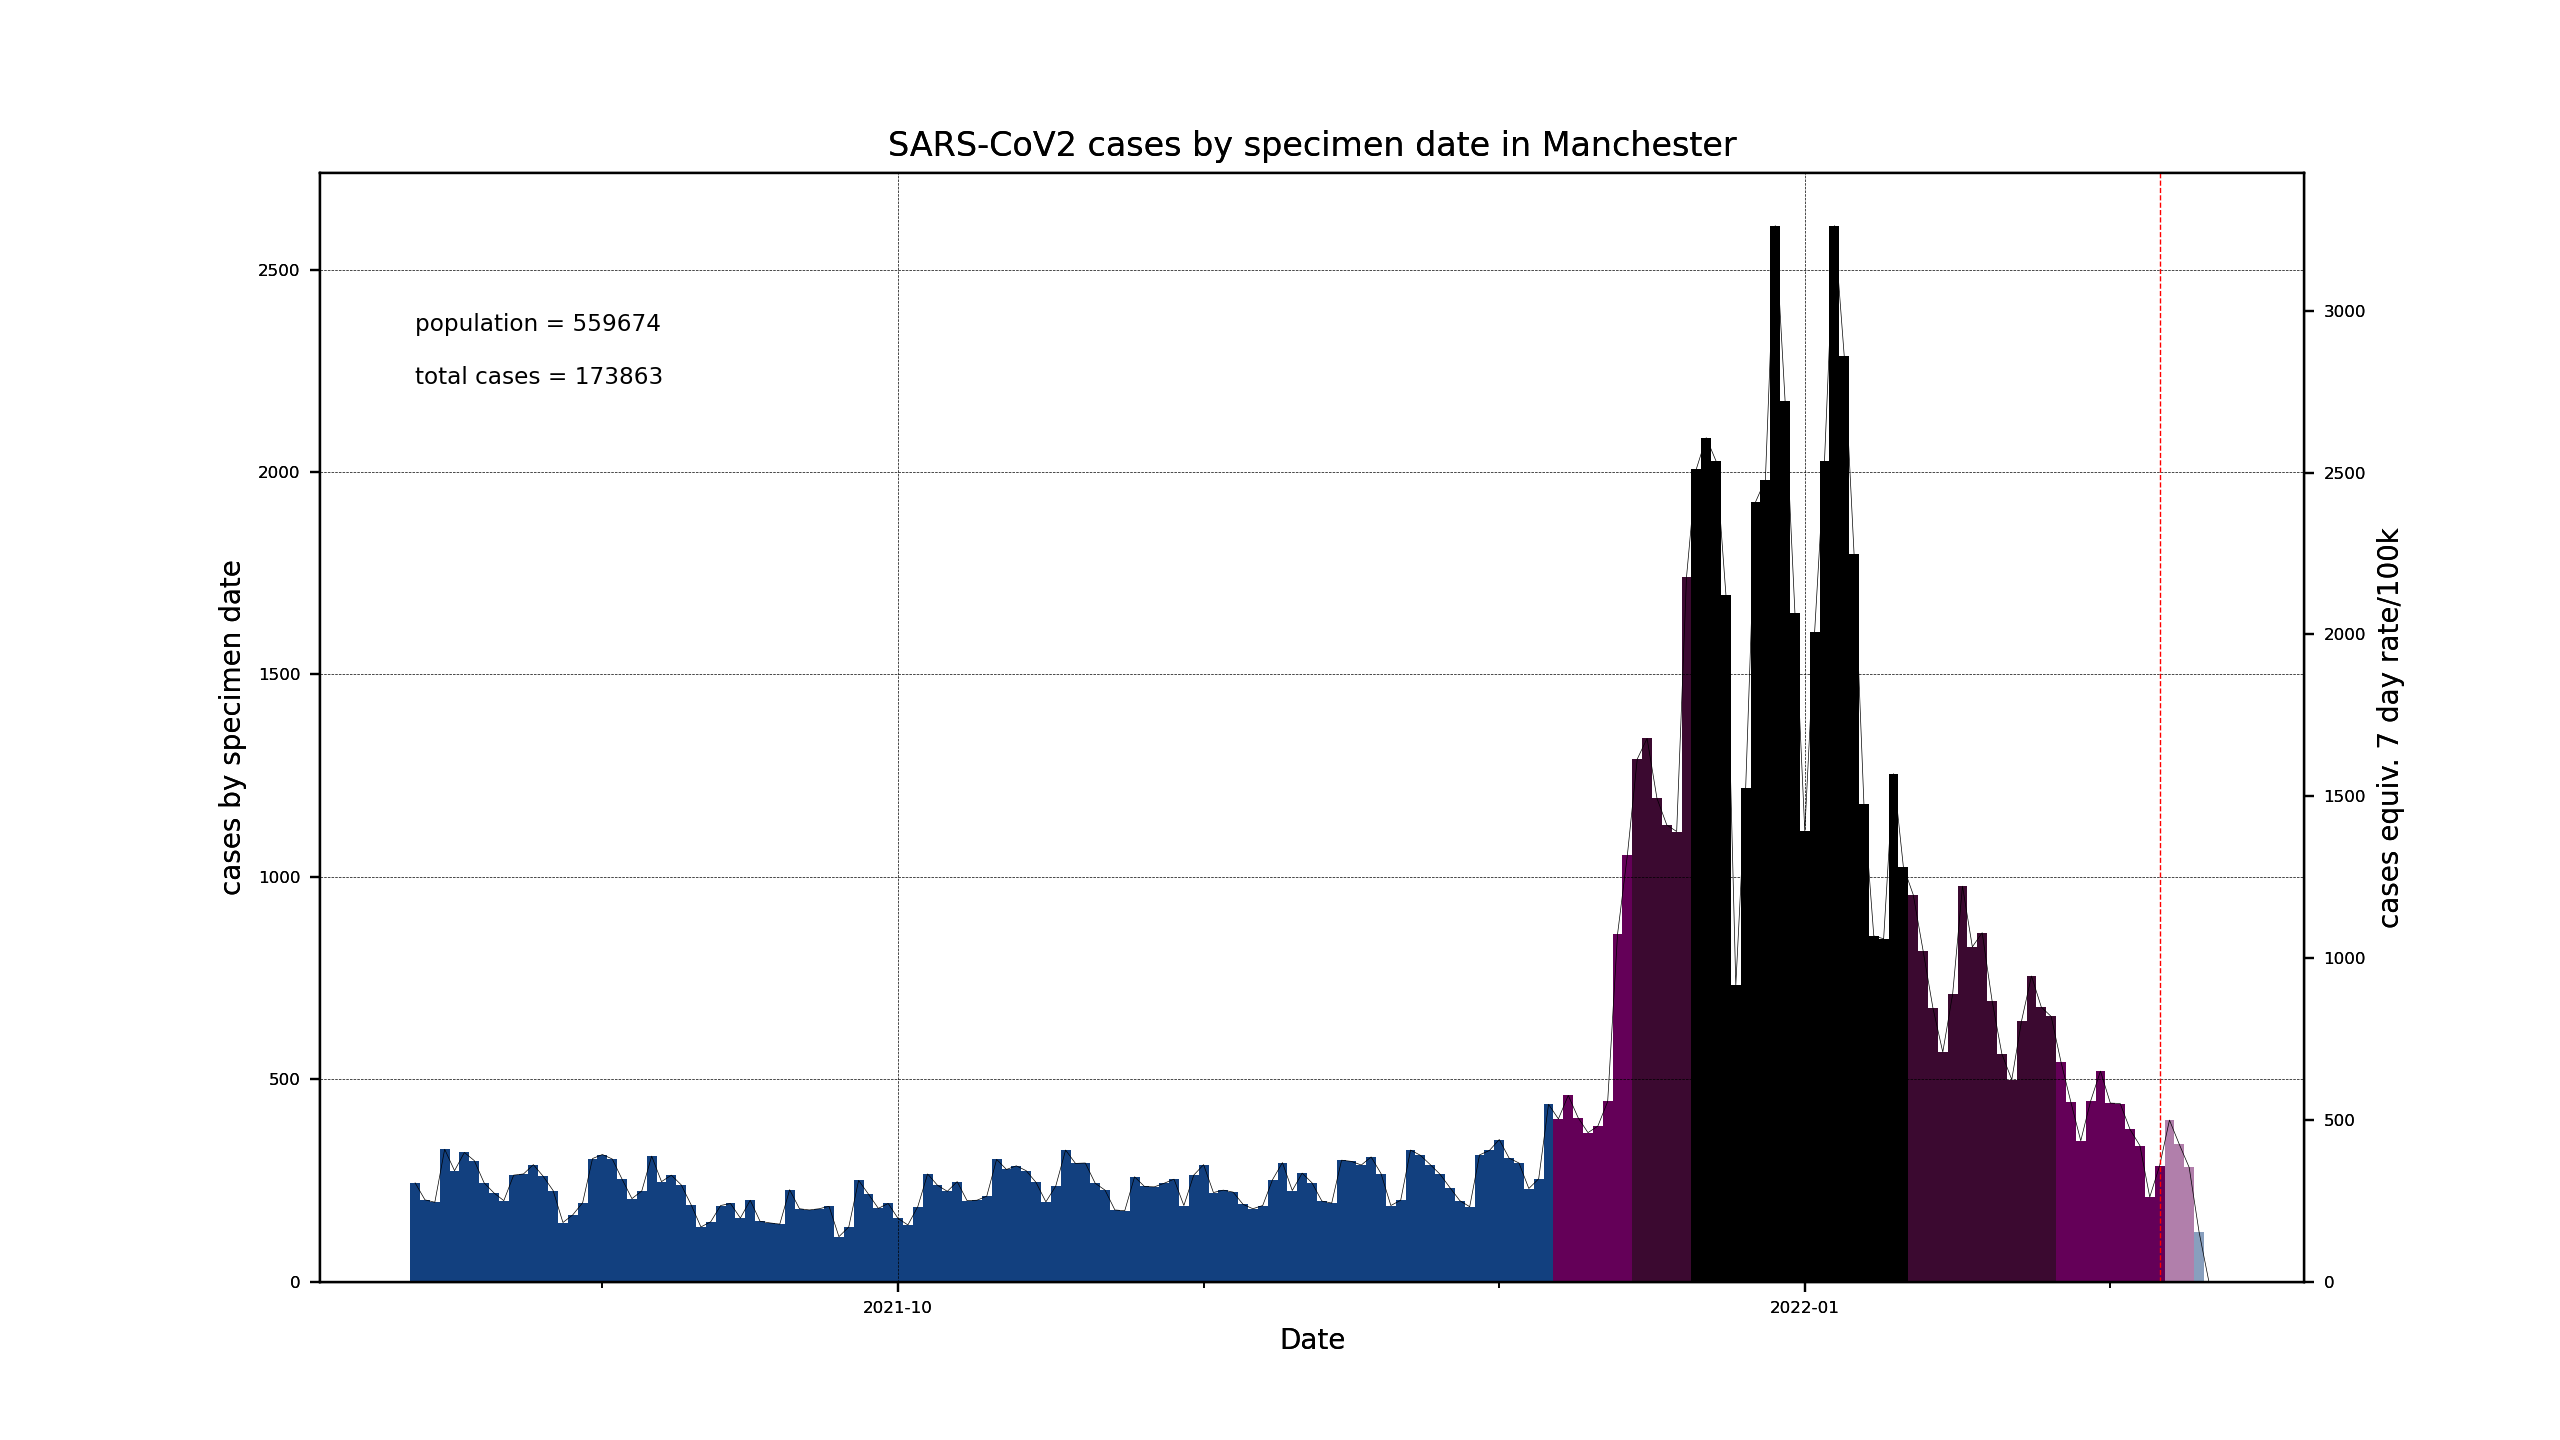 SARS-CoV2 cases by specimen date in Manchester
population = 559674
total cases = 173863
cases by specimen date
2500
2000
1500
1000
500
0
3000
2500
2000
1500
1000
500
0
cases equiv. 7 day rate/100k
2021-10
2022-01
Date